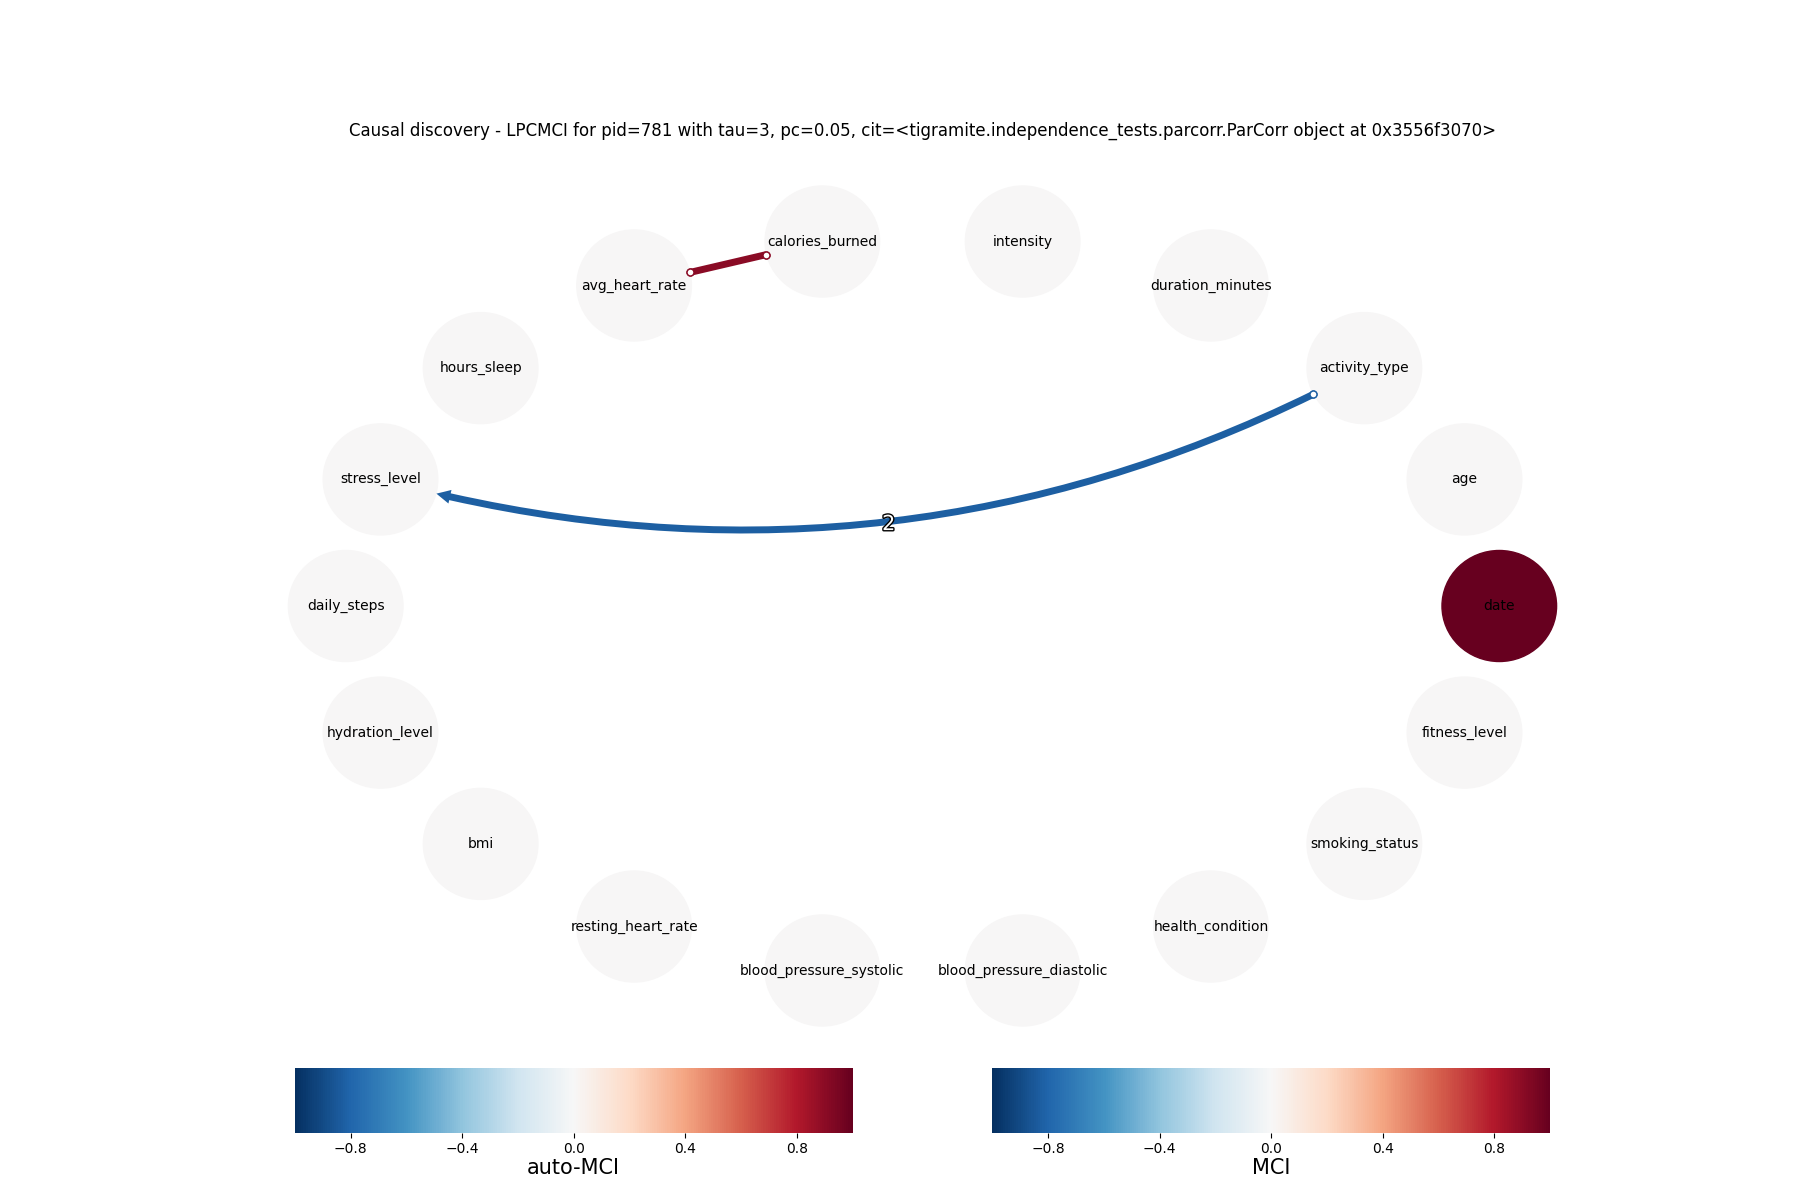 Causal discovery - LPCMCI for pid=781 with tau=3, pc=0.05, cit=<tigramite.independence_tests.parcorr.ParCorr object at 0x3556f3070>
calories_burned
intensity
avg_heart_rate
duration_minutes
hours_sleep
activity_type
stress_level
age
2
daily_steps
date
hydration_level
fitness_level
bmi
smoking_status
resting_heart_rate
health_condition
blood_pressure_systolic
blood_pressure_diastolic
−0.8 −0.4 0.0 0.4 0.8
auto-MCI
−0.8 −0.4 0.0 0.4 0.8
MCI